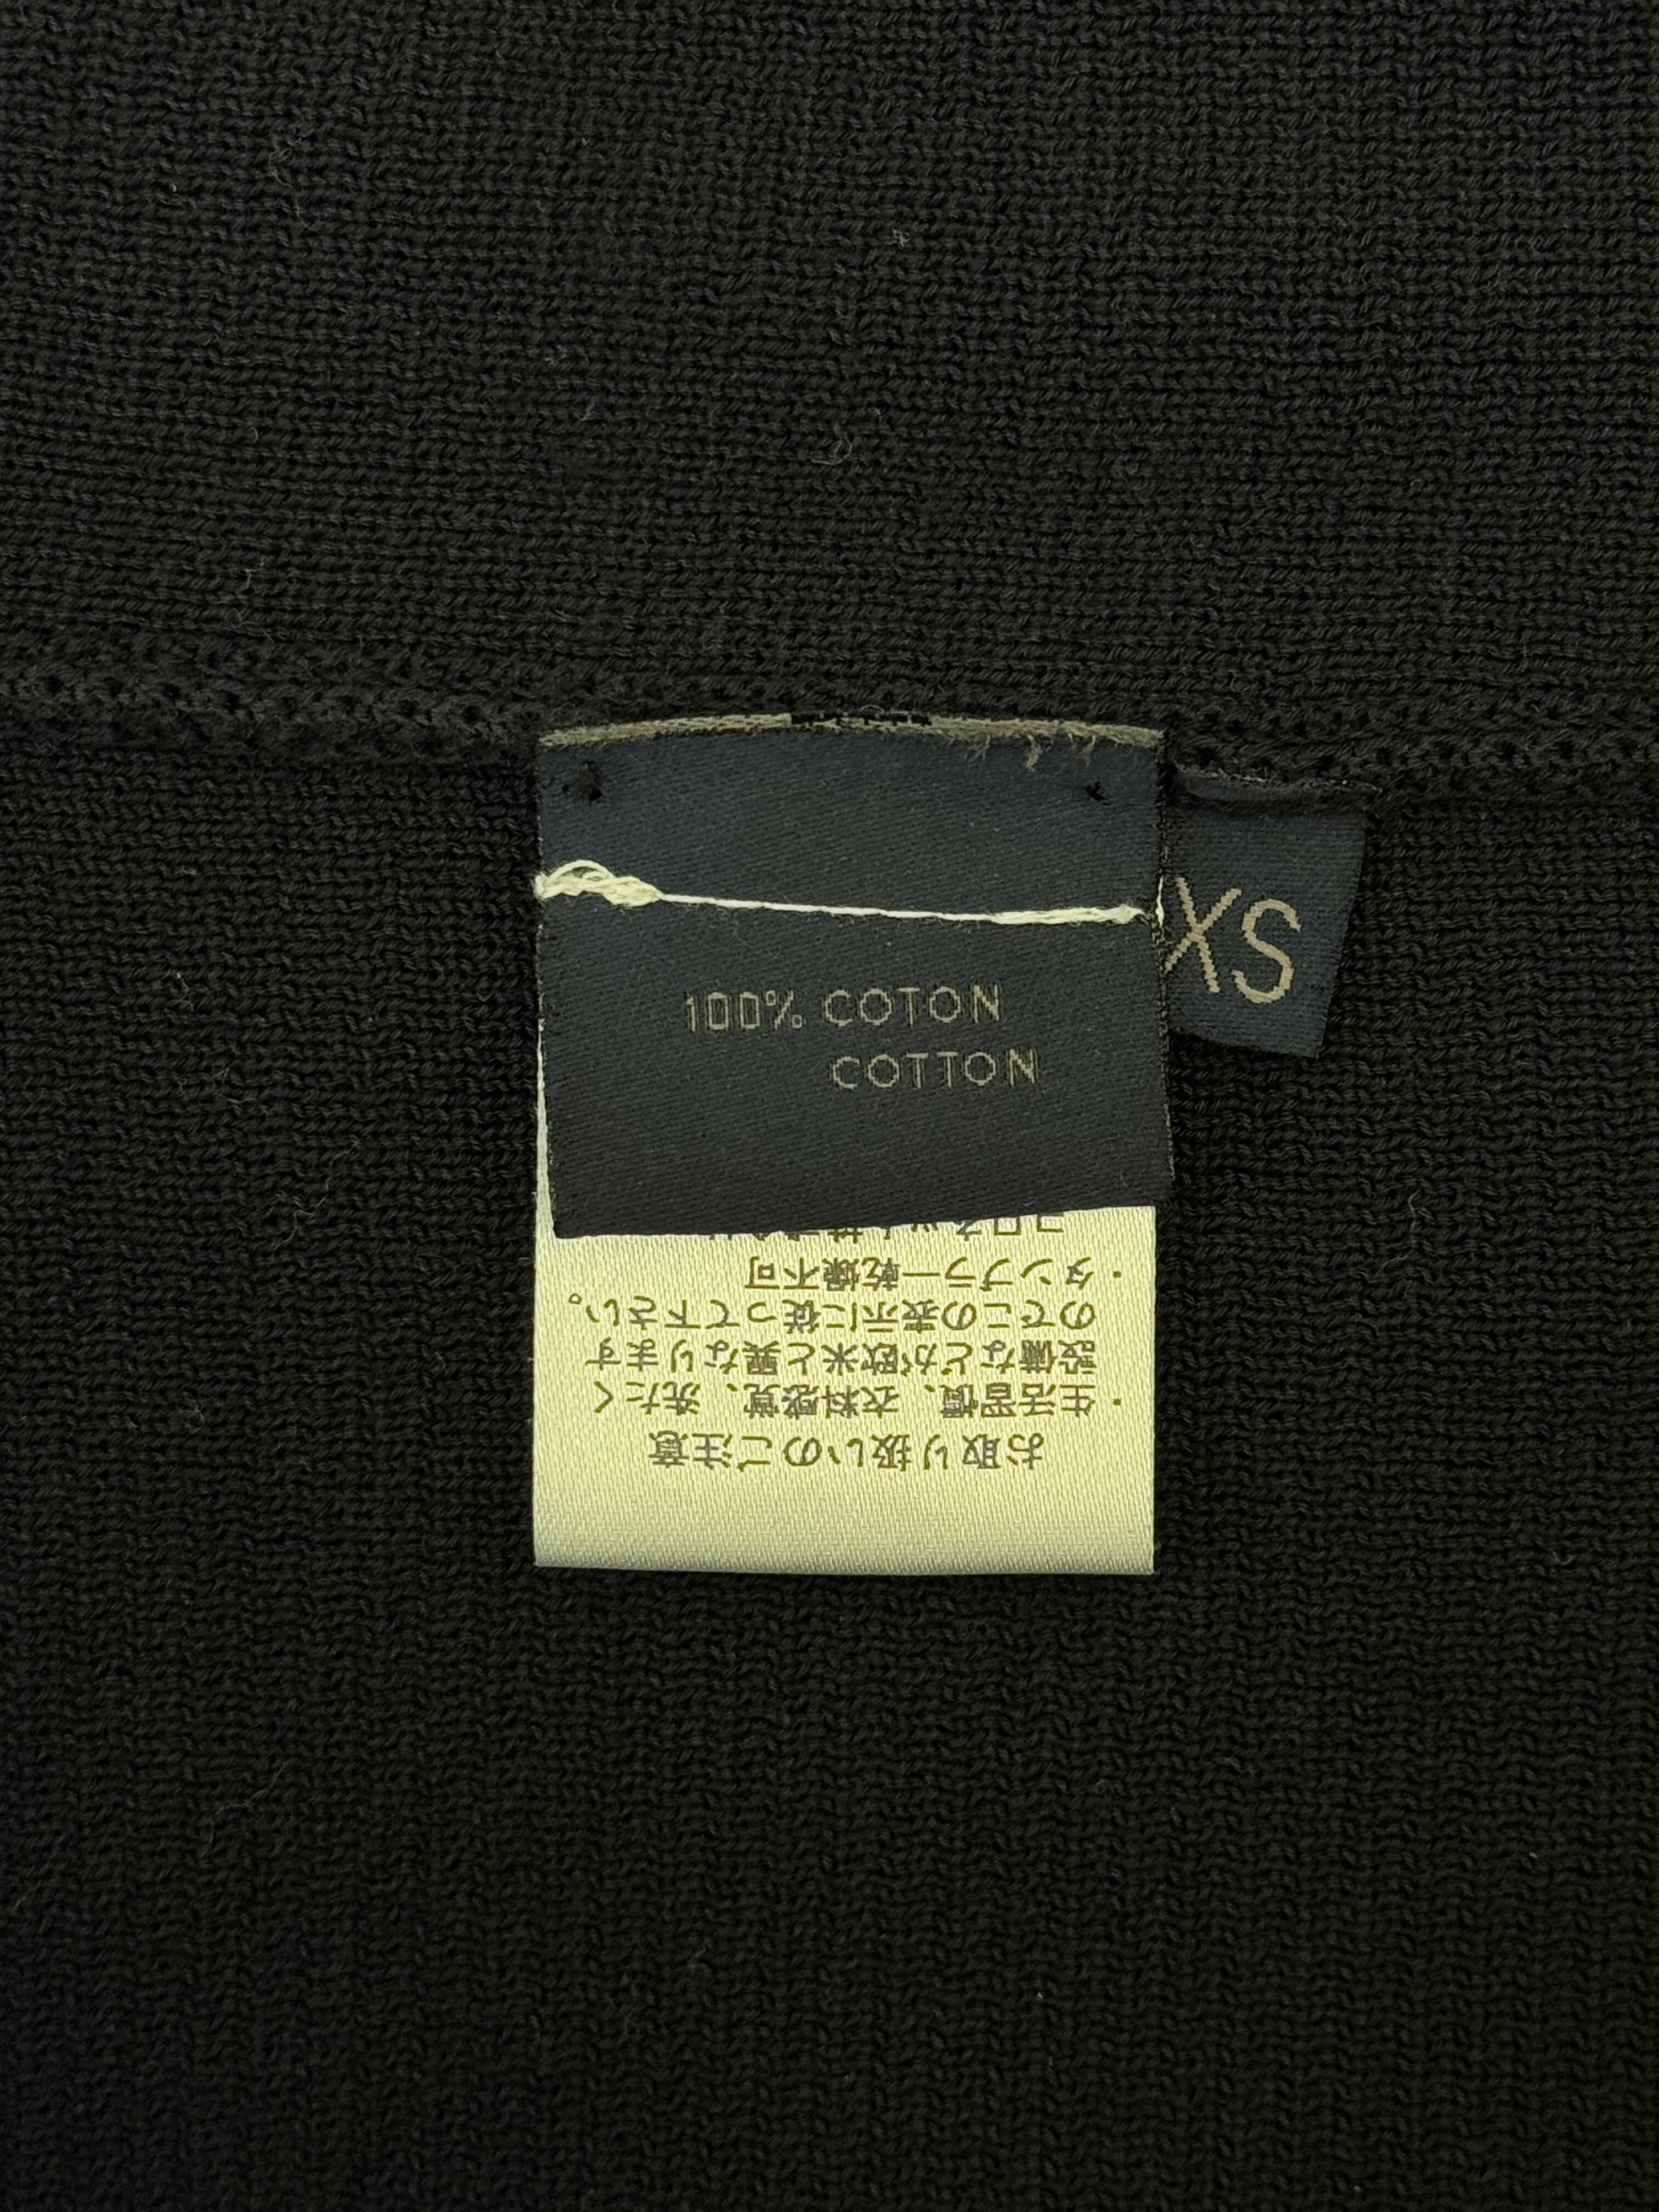 100% COTON
COTTON
XS
お取り扱いのご注意
・生活習慣、衣料感覚、洗たく
設備などが欧米と異なります
のでこの表示に従って下さい。
・タンブラー乾燥不可